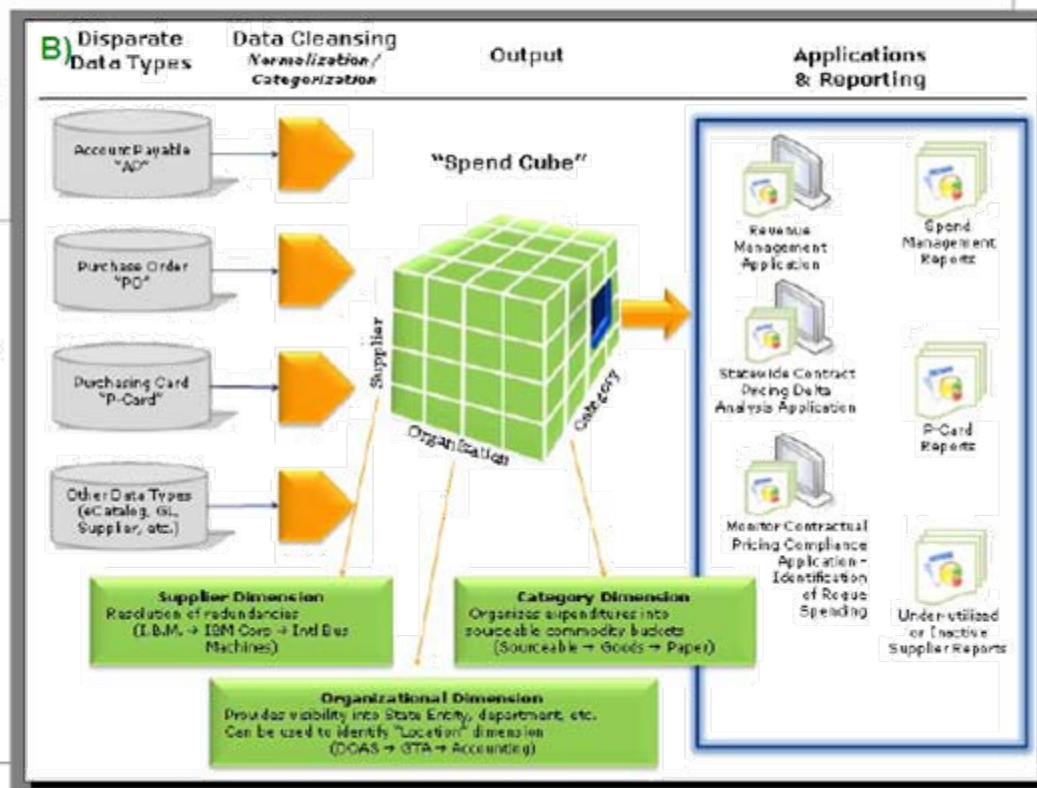 B) Disparate
Data Types
Data Cleansing
Normalization /
Categorization
Output
Applications
& Reporting
Account Payable
"AP"
Purchase Order
"PO"
Purchasing Card
"P-Card"
Other Data Types
(eCatalog, GL,
Supplier, etc.)
"Spend Cube"
Supplier
Organization
Category
Revenue
Management
Application
Spend
Management
Reports
Statewide Contract
Pricing Delta
Analysis Application
P-Card
Reports
Monitor Contractual
Pricing Compliance
Application -
Identification
of Rogue
Spending
Under-utilized
or Inactive
Supplier Reports
Supplier Dimension
Resolution of redundancies
(I.B.M. → IBM Corp → Intl Bus
Machines)
Category Dimension
Organizes expenditures into
sourceable commodity buckets
(Sourceable → Goods → Paper)
Organizational Dimension
Provides visibility into State Entity, department, etc.
Can be used to identify "Location" dimension
(DOAS → GTA → Accounting)